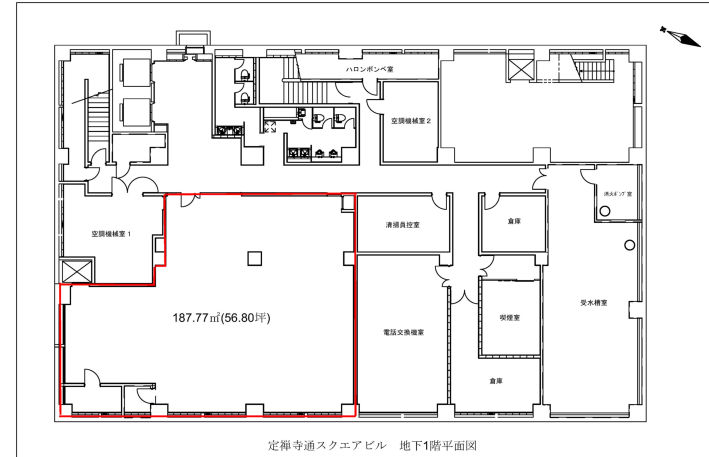 ハロンボンベ室
空調機械室2
消火ポンプ室
清掃員控室
倉庫
空調機械室1
187.77㎡(56.80坪)
電話交換機室
喫煙室
受水槽室
倉庫
定禅寺通スクエアビル　地下1階平面図